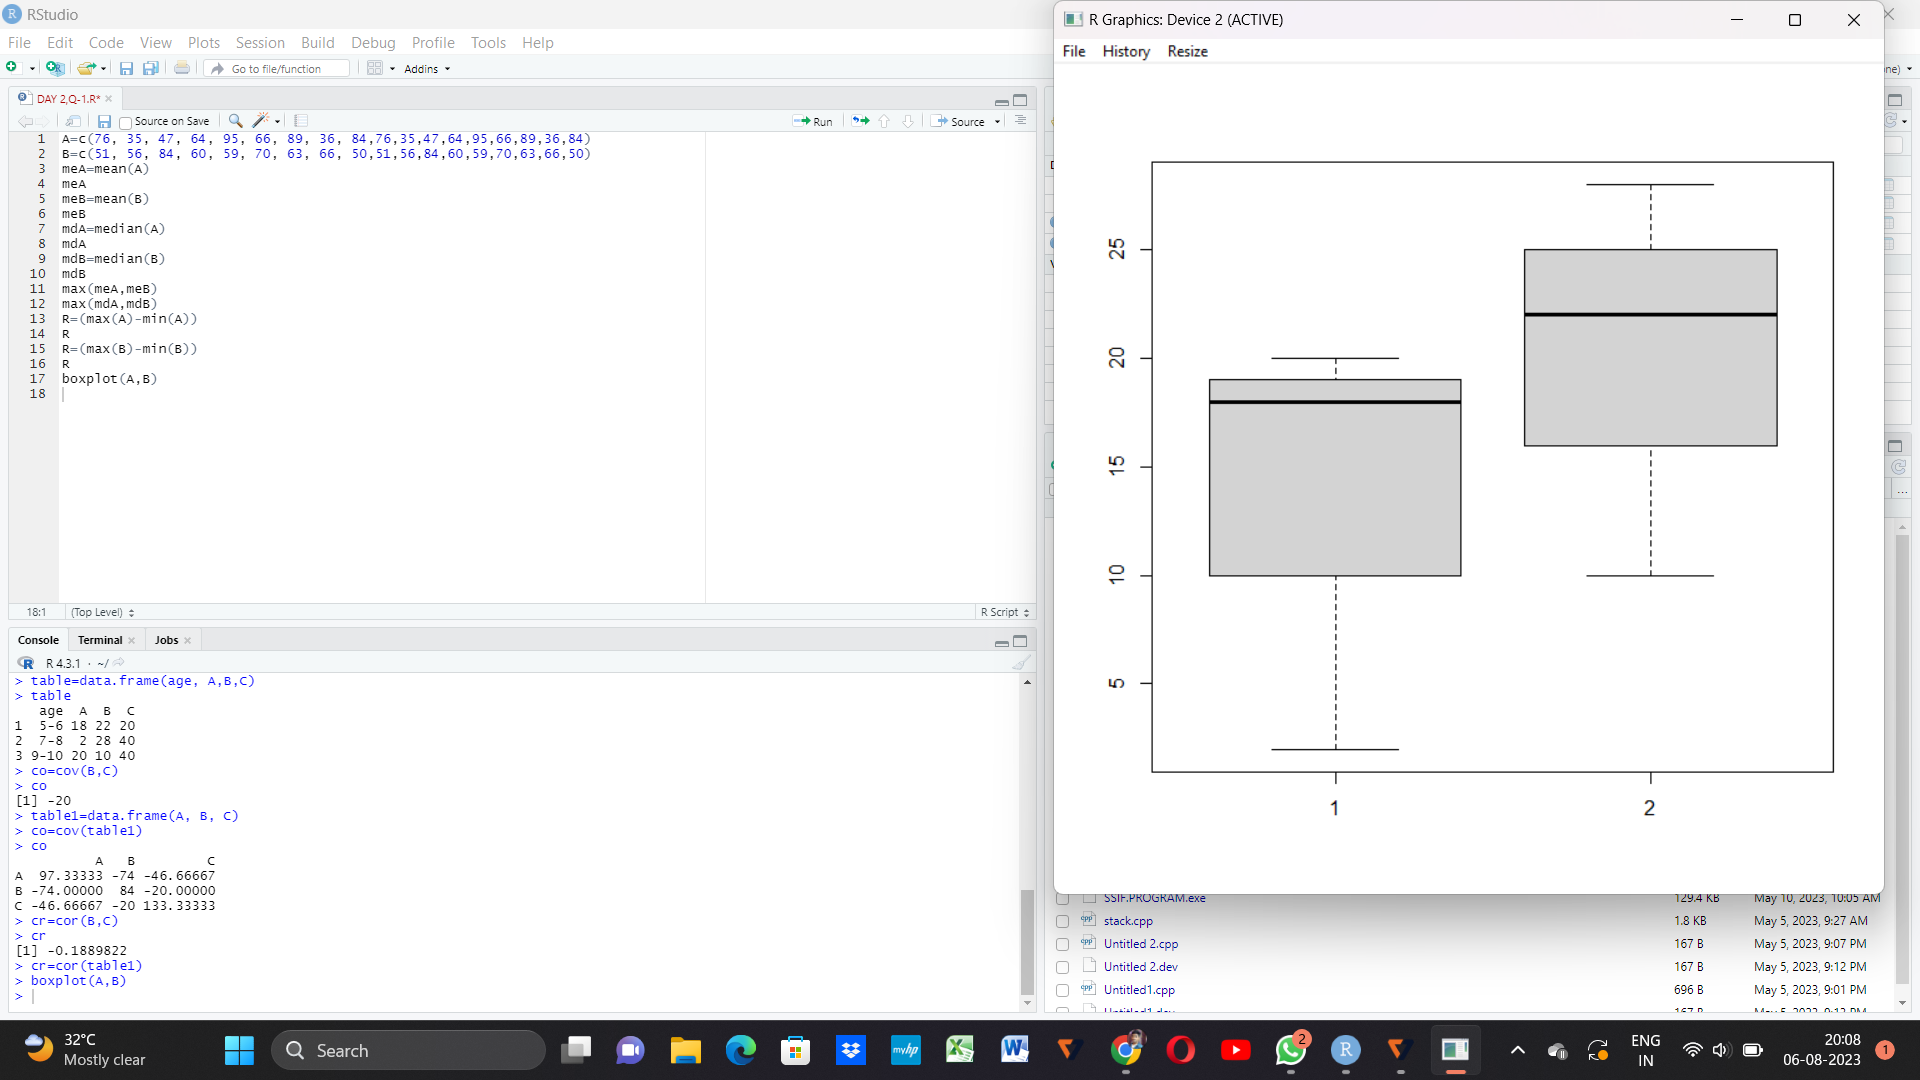 RStudio
File Edit Code View Plots Session Build Debug Profile Tools Help
Go to file/function Addins
DAY 2,Q-1.R*
Source on Save Run Source
1 A=c(76, 35, 47, 64, 95, 66, 89, 36, 84,76,35,47,64,95,66,89,36,84)
2 B=c(51, 56, 84, 60, 59, 70, 63, 66, 50,51,56,84,60,59,70,63,66,50)
3 meA=mean(A)
4 meA
5 meB=mean(B)
6 meB
7 mdA=median(A)
8 mdA
9 mdB=median(B)
10 mdB
11 max(meA,meB)
12 max(mdA,mdB)
13 R=(max(A)-min(A))
14 R
15 R=(max(B)-min(B))
16 R
17 boxplot(A,B)
18
18:1 (Top Level) R Script
Console Terminal Jobs
R 4.3.1 · ~/
> table=data.frame(age, A,B,C)
> table
age A B C
1 5-6 18 22 20
2 7-8 2 28 40
3 9-10 20 10 40
> co=cov(B,C)
> co
[1] -20
> table1=data.frame(A, B, C)
> co=cov(table1)
> co
A B C
A 97.33333 -74 -46.66667
B -74.00000 84 -20.00000
C -46.66667 -20 133.33333
> cr=cor(B,C)
> cr
[1] -0.1889822
> cr=cor(table1)
> boxplot(A,B)
>
R Graphics: Device 2 (ACTIVE)
File History Resize
25
20
15
10
5
1 2
SSIF.PROGRAM.exe 129.4 KB May 10, 2023, 10:05 AM
stack.cpp 1.8 KB May 5, 2023, 9:27 AM
Untitled 2.cpp 167 B May 5, 2023, 9:07 PM
Untitled 2.dev 167 B May 5, 2023, 9:12 PM
Untitled1.cpp 696 B May 5, 2023, 9:01 PM
32°C
Mostly clear
Search
myhp
2
ENG
IN
20:08
06-08-2023
1